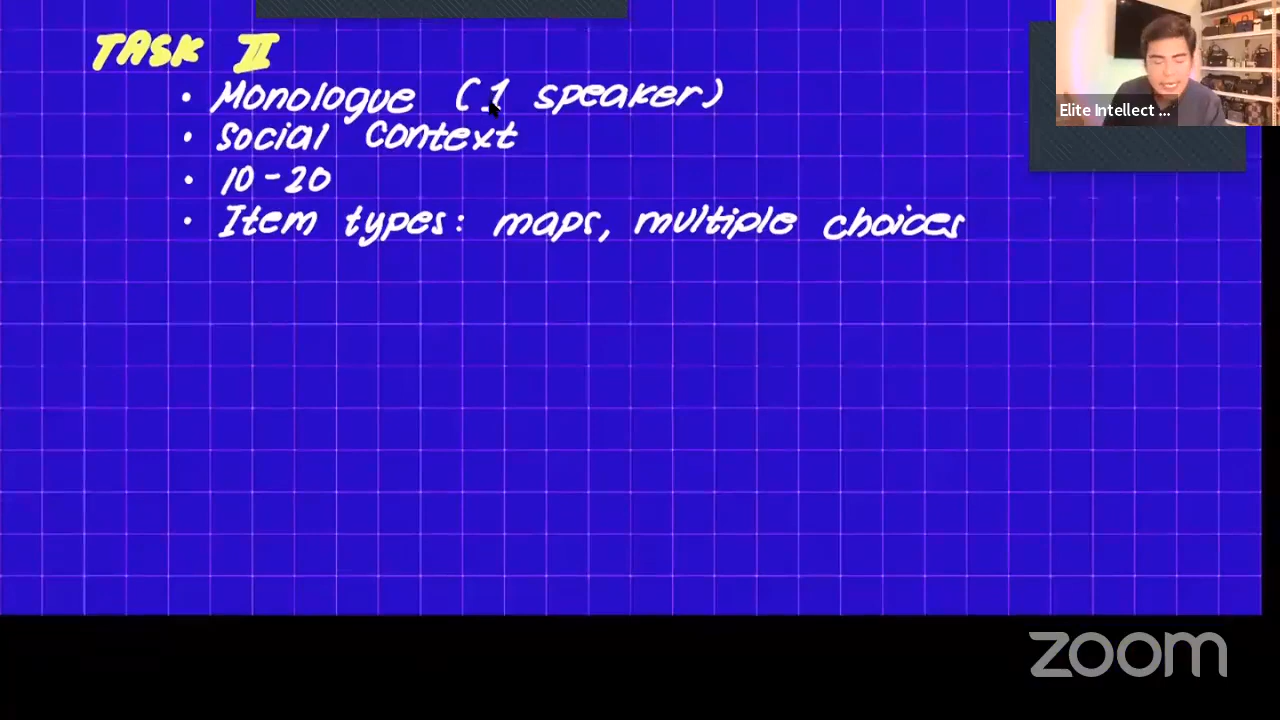 TASK II
• Monologue (1 speaker)
• Social Context
• 10-20
• Item types: maps, multiple choices
Elite Intellect ...
zoom